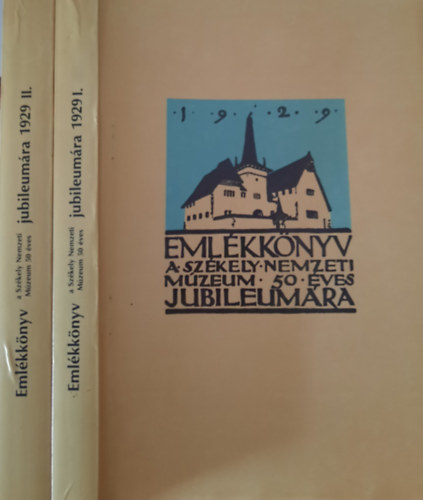 Emlékkönyv a Székely Nemzeti Múzeum 50 éves jubileumára 1929 II.
Emlékkönyv a Székely Nemzeti Múzeum 50 éves jubileumára 1929 I.
·1·9·2·9·
EMLÉKKÖNYV
A·SZÉKELY·NEMZETI
MÚZEUM·50·ÉVES
JUBILEUMÁRA